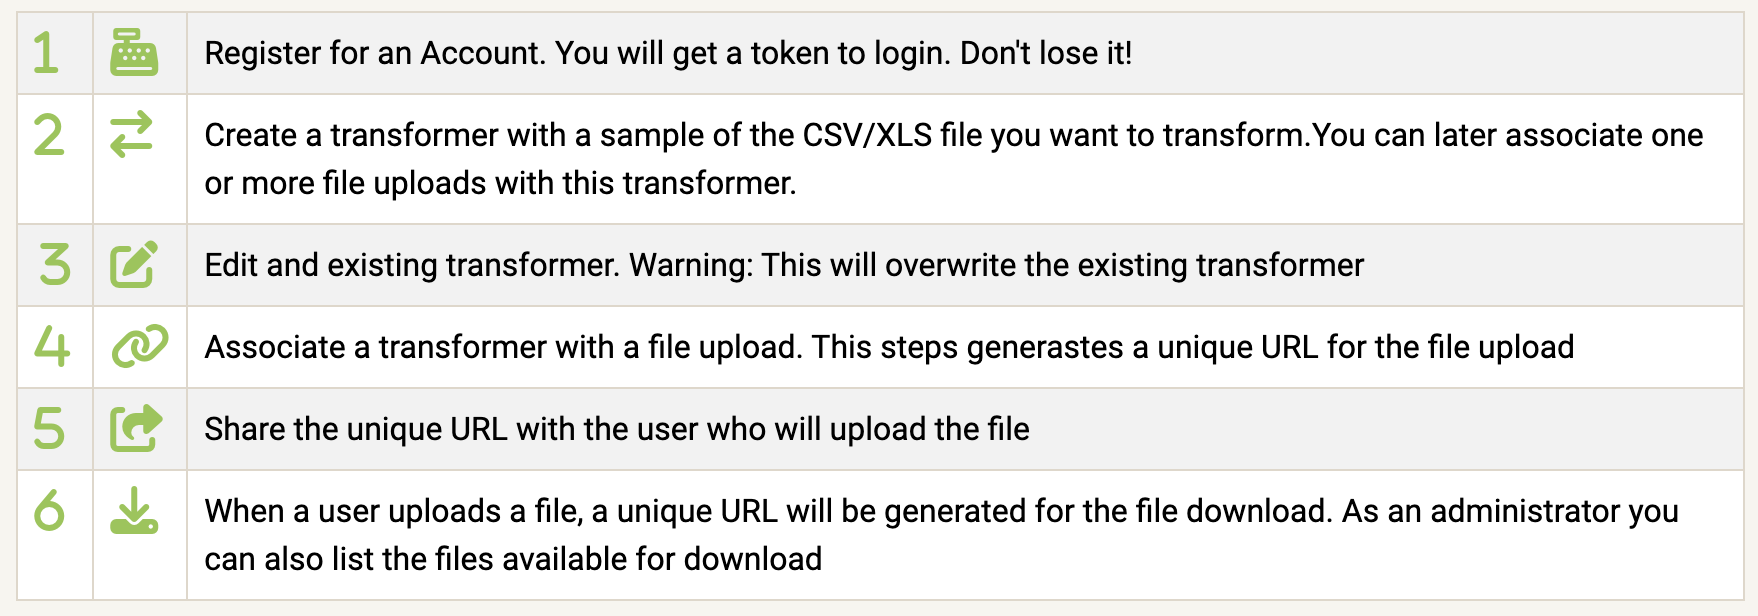 1 Register for an Account. You will get a token to login. Don't lose it!
2 Create a transformer with a sample of the CSV/XLS file you want to transform.You can later associate one
or more file uploads with this transformer.
3 Edit and existing transformer. Warning: This will overwrite the existing transformer
4 Associate a transformer with a file upload. This steps generastes a unique URL for the file upload
5 Share the unique URL with the user who will upload the file
6 When a user uploads a file, a unique URL will be generated for the file download. As an administrator you
can also list the files available for download